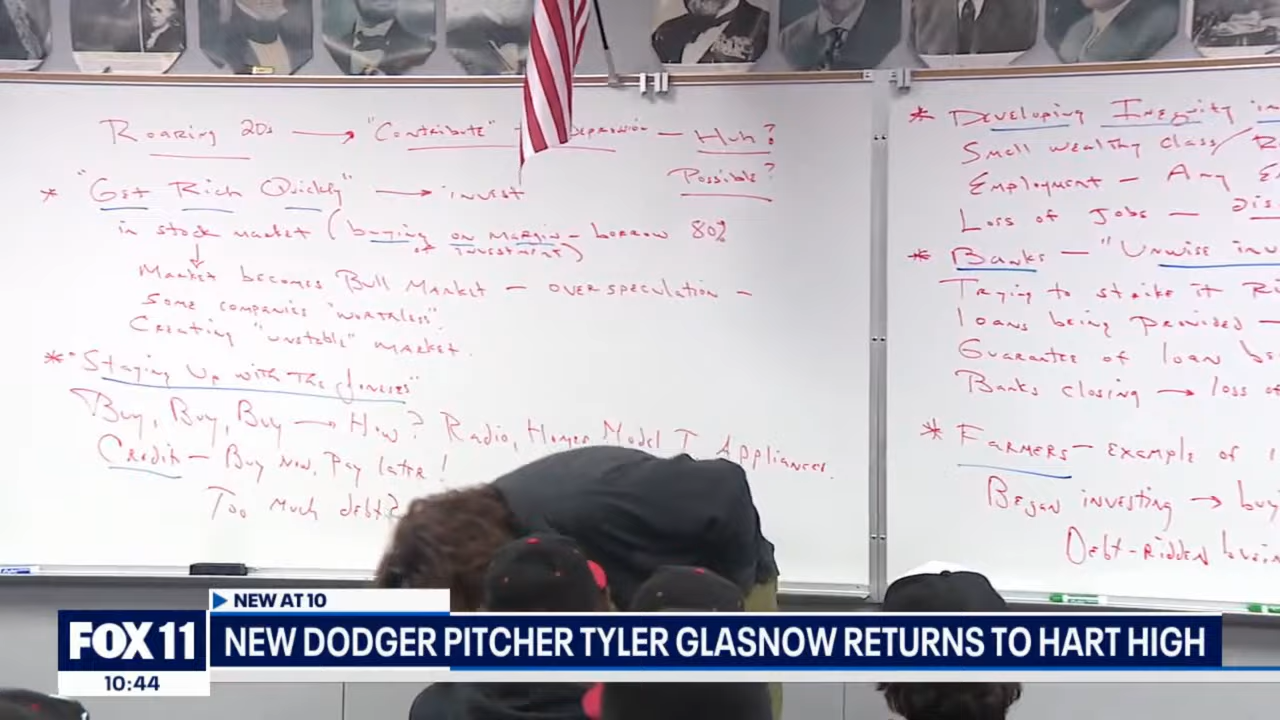 Roaring 20s → "Contribute" - Depression — Huh?
Possible?
* "Get Rich Quickly" → invest
in stock market (buying on margin - borrow 80%
of investment)
↓
Market becomes Bull Market — overspeculation —
Some companies "worthless"
Creating "unstable" market.
* "Staying Up with the Joneses"
Buy, Buy, Buy → How? Radio, Homes, Model T, Appliances.
Credit — Buy now, Pay later!
Too Much debt?
* Developing Inequity in
Small wealthy class/
Employment — Any
Loss of Jobs —
* Banks — "Unwise inv
Trying to strike it Ri
loans being provided —
Guarantee of loan be
Banks closing → loss of
* Farmers — example of
Began investing → buy
Debt-ridden
NEW AT 10
FOX 11
NEW DODGER PITCHER TYLER GLASNOW RETURNS TO HART HIGH
10:44